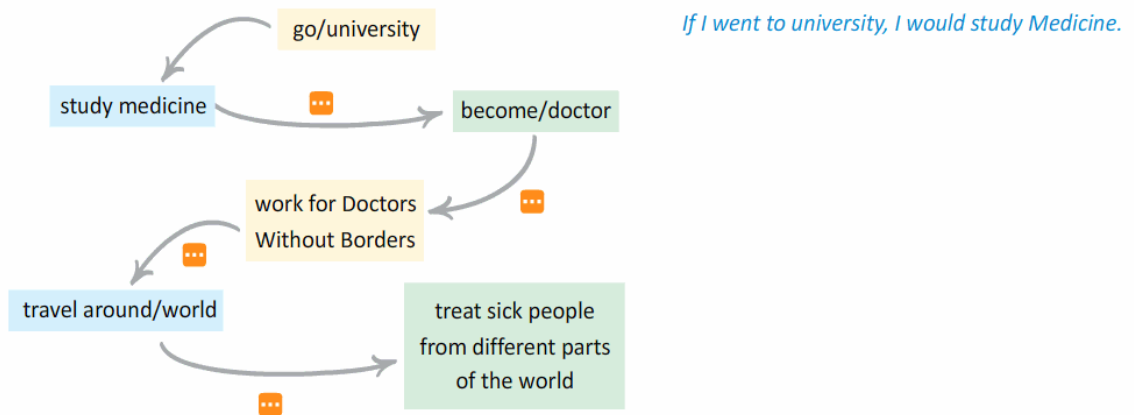 go/university
If I went to university, I would study Medicine.
study medicine
become/doctor
work for Doctors
Without Borders
travel around/world
treat sick people
from different parts
of the world